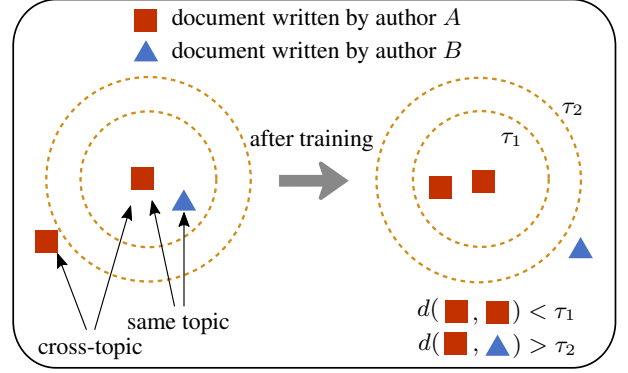 document written by author A
document written by author B
after training
τ₂
τ₁
same topic
cross-topic
d( , ) < τ₁
d( , ) > τ₂